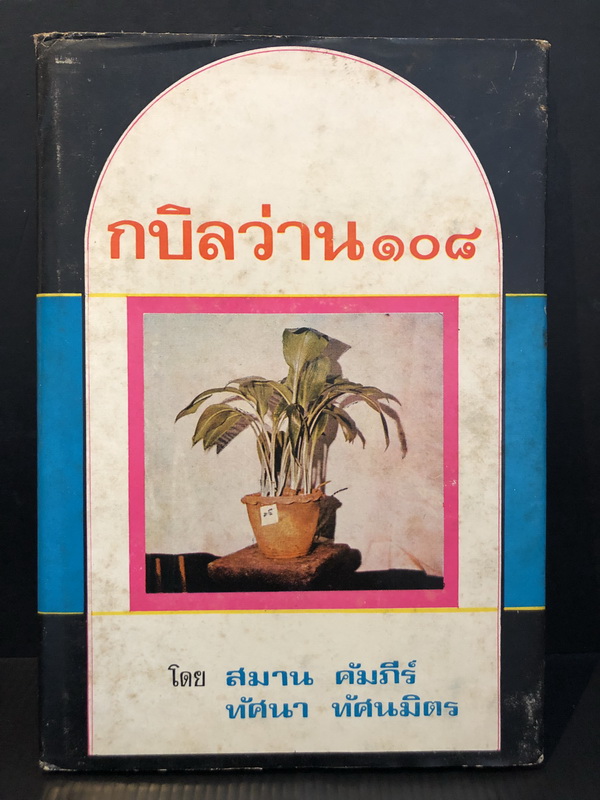 กบิลว่าน๑๐๘
โดย สมาน คัมภีร์
ทัศนา ทัศนมิตร